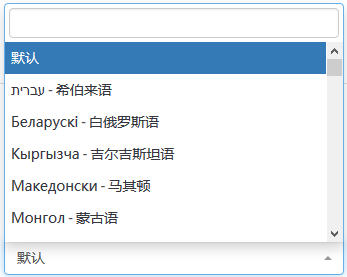 默认
עברית - 希伯来语
Беларускі - 白俄罗斯语
Кыргызча - 吉尔吉斯坦语
Македонски - 马其顿
Монгол - 蒙古语
默认